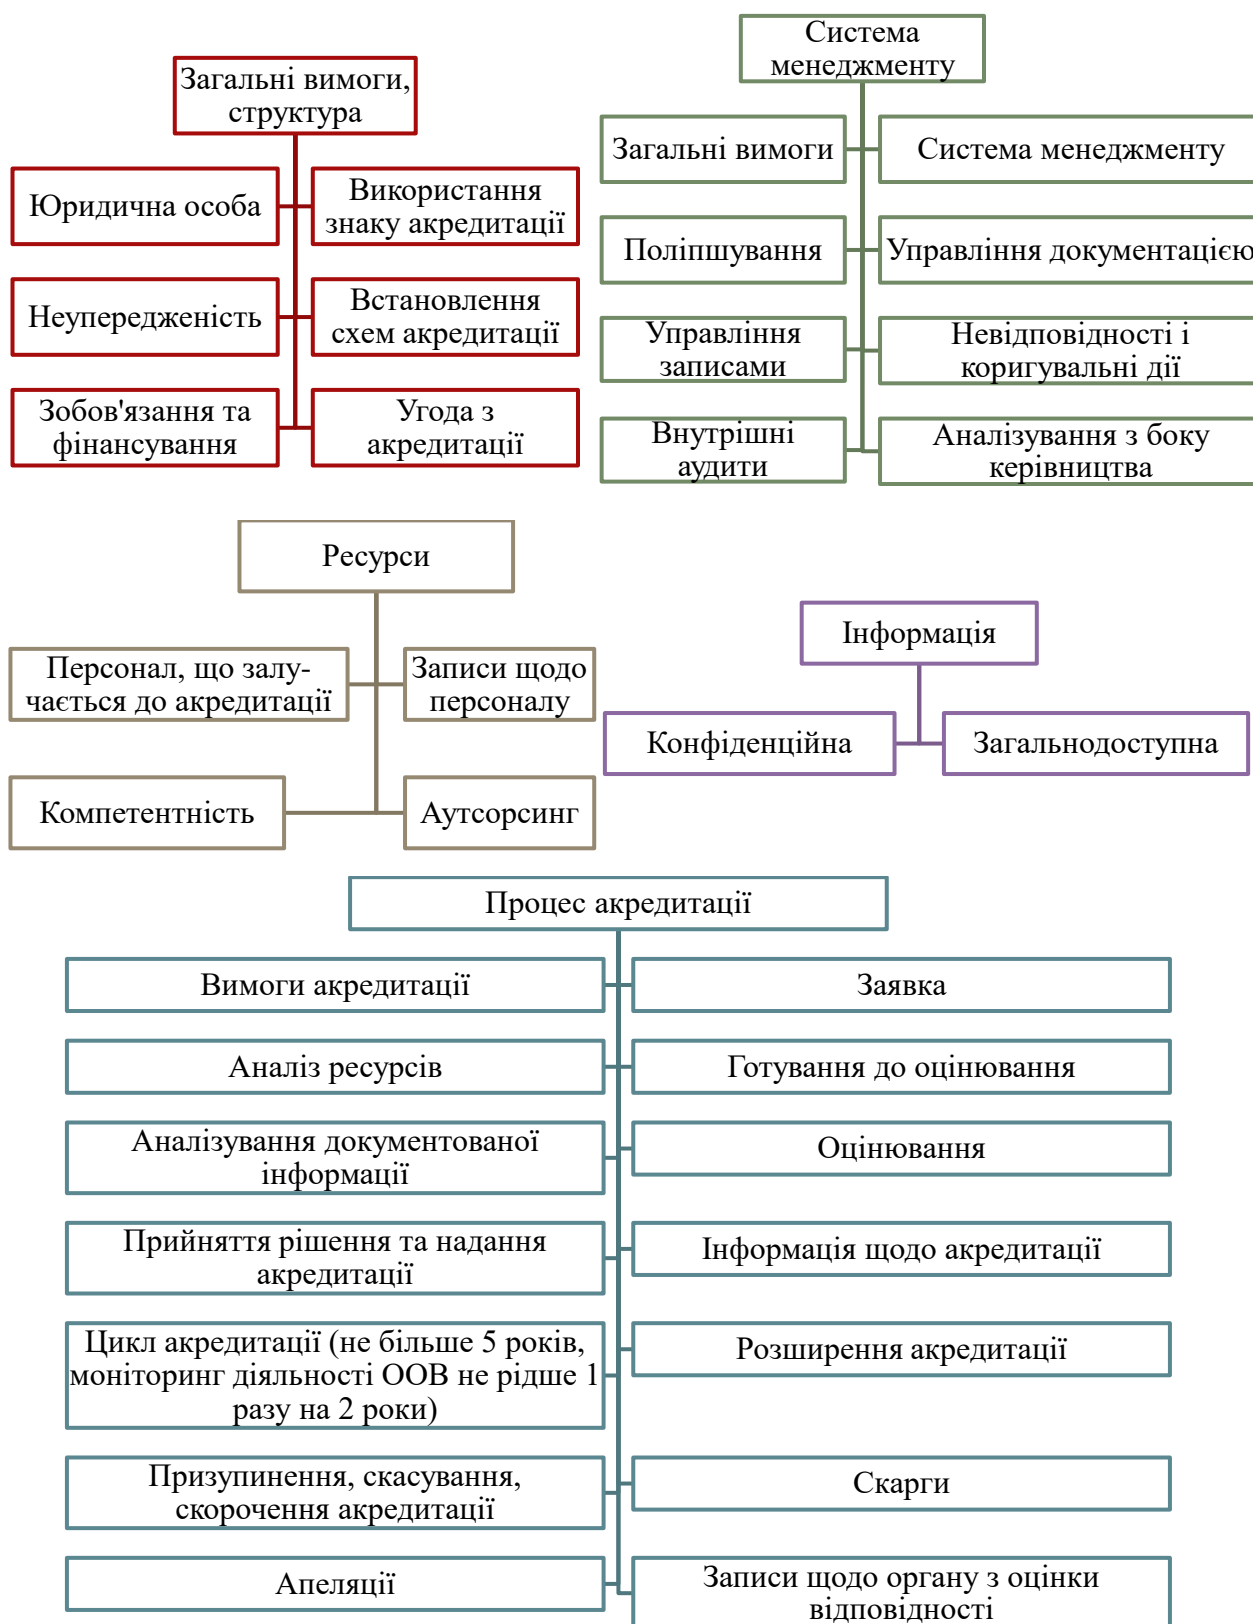 Загальні вимоги,
структура
Юридична особа
Використання
знаку акредитації
Неупередженість
Встановлення
схем акредитації
Зобов'язання та
фінансування
Угода з
акредитації
Система
менеджменту
Загальні вимоги
Система менеджменту
Поліпшування
Управління документацією
Управління
записами
Невідповідності і
коригувальні дії
Внутрішні
аудити
Аналізування з боку
керівництва
Ресурси
Персонал, що залу-
чається до акредитації
Записи щодо
персоналу
Компетентність
Аутсорсинг
Інформація
Конфіденційна
Загальнодоступна
Процес акредитації
Вимоги акредитації
Заявка
Аналіз ресурсів
Готування до оцінювання
Аналізування документованої
інформації
Оцінювання
Прийняття рішення та надання
акредитації
Інформація щодо акредитації
Цикл акредитації (не більше 5 років,
моніторинг діяльності ООВ не рідше 1
разу на 2 роки)
Розширення акредитації
Призупинення, скасування,
скорочення акредитації
Скарги
Апеляції
Записи щодо органу з оцінки
відповідності